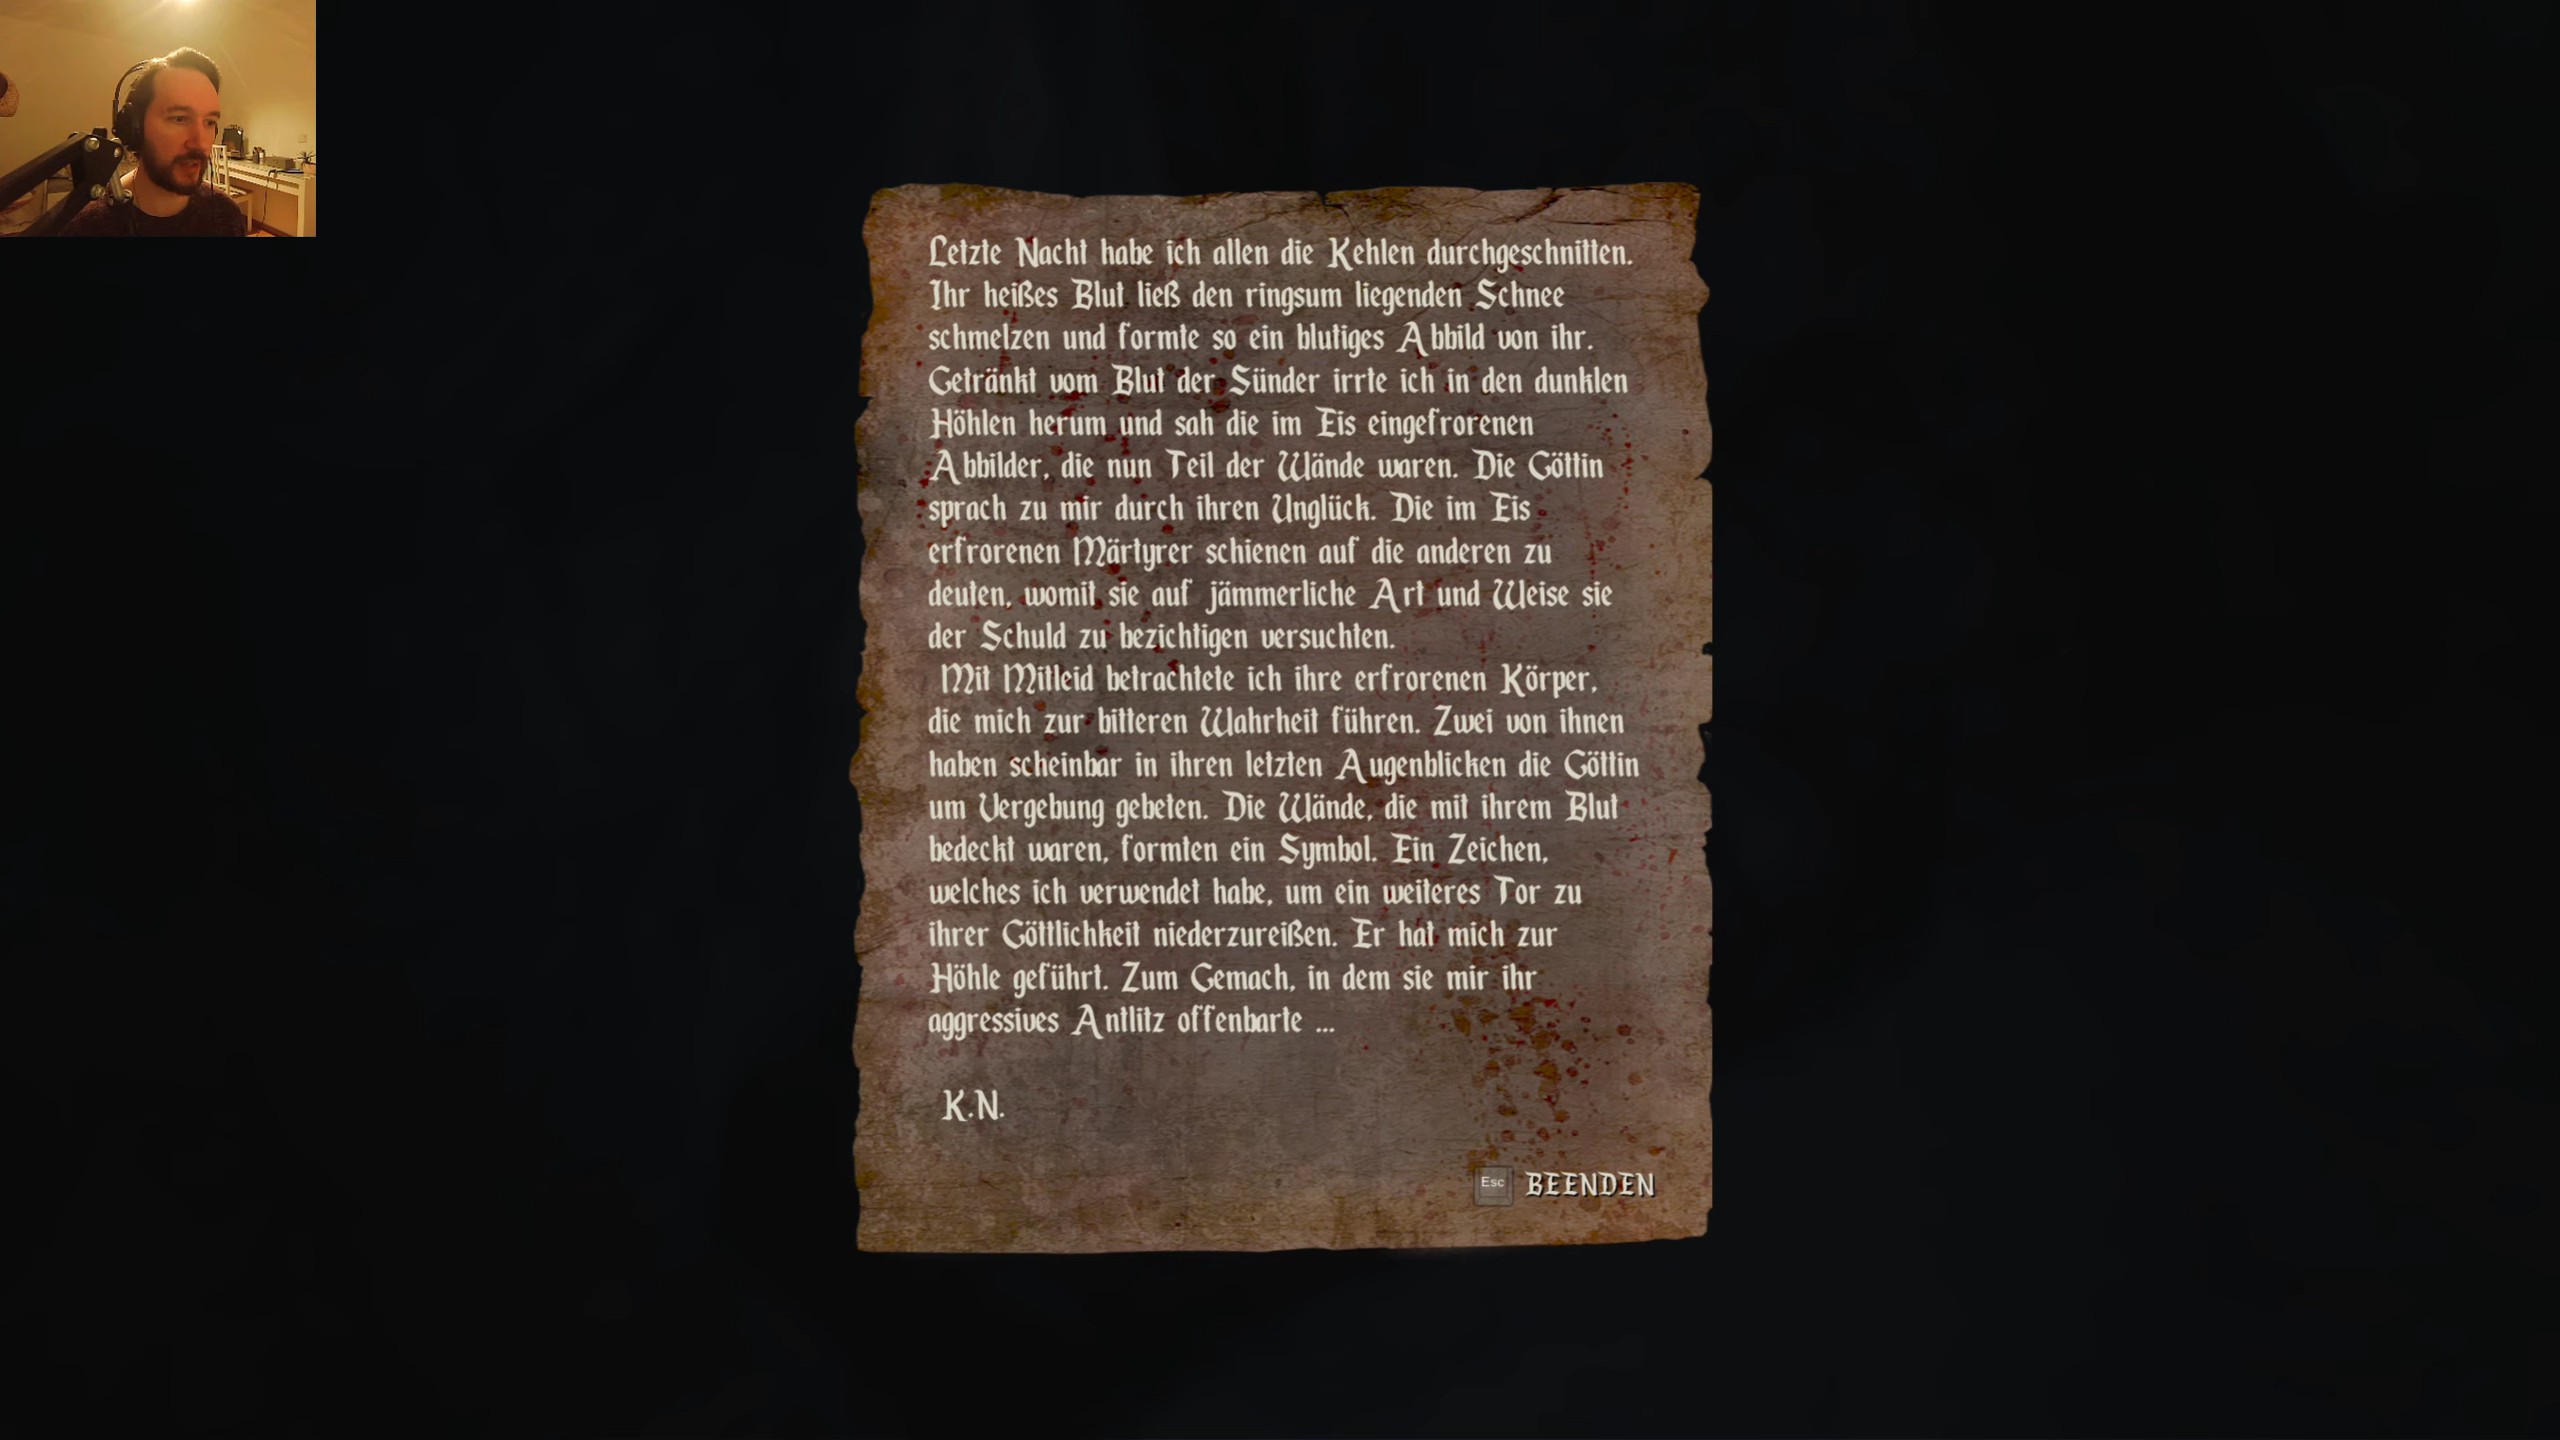 Letzte Nacht habe ich allen die Kehlen durchgeschnitten.
Ihr heißes Blut ließ den ringsum liegenden Schnee
schmelzen und formte so ein blutiges Abbild von ihr.
Getränkt vom Blut der Sünder irrte ich in den dunklen
Höhlen herum und sah die im Eis eingefrorenen
Abbilder, die nun Teil der Wände waren. Die Göttin
sprach zu mir durch ihren Unglück. Die im Eis
erfrorenen Märtyrer schienen auf die anderen zu
deuten, womit sie auf jämmerliche Art und Weise sie
der Schuld zu bezichtigen versuchten.
Mit Mitleid betrachtete ich ihre erfrorenen Körper,
die mich zur bitteren Wahrheit führen. Zwei von ihnen
haben scheinbar in ihren letzten Augenblicken die Göttin
um Vergebung gebeten. Die Wände, die mit ihrem Blut
bedeckt waren, formten ein Symbol. Ein Zeichen,
welches ich verwendet habe, um ein weiteres Tor zu
ihrer Göttlichkeit niederzureißen. Er hat mich zur
Höhle geführt. Zum Gemach, in dem sie mir ihr
aggressives Antlitz offenbarte ...
K.N.
Esc BEENDEN